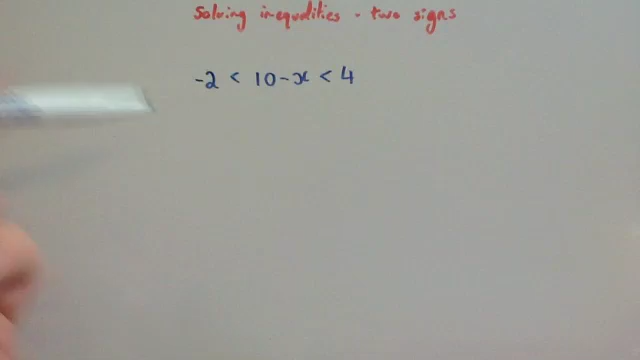 Solving inequalities - two signs
-2 < 10 - x < 4